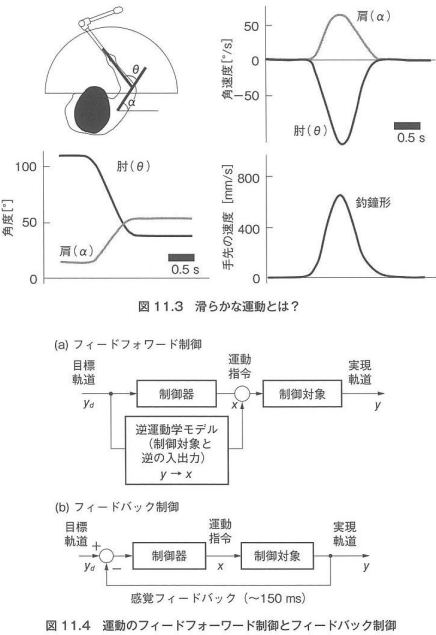 θ
α
角度[°]
100
50
0
肘(θ)
肩(α)
0.5 s
角速度[°/s]
50
0
−50
肩(α)
肘(θ)
0.5 s
手先の速度 [mm/s]
800
400
0
釣鐘形
図 11.3　滑らかな運動とは?
(a) フィードフォワード制御
目標
軌道
yd
制御器
運動
指令
x
制御対象
実現
軌道
y
逆運動学モデル
(制御対象と
逆の入出力)
y → x
(b) フィードバック制御
目標
軌道
yd
+
−
制御器
運動
指令
x
制御対象
実現
軌道
y
感覚フィードバック(〜150 ms)
図 11.4　運動のフィードフォーワード制御とフィードバック制御